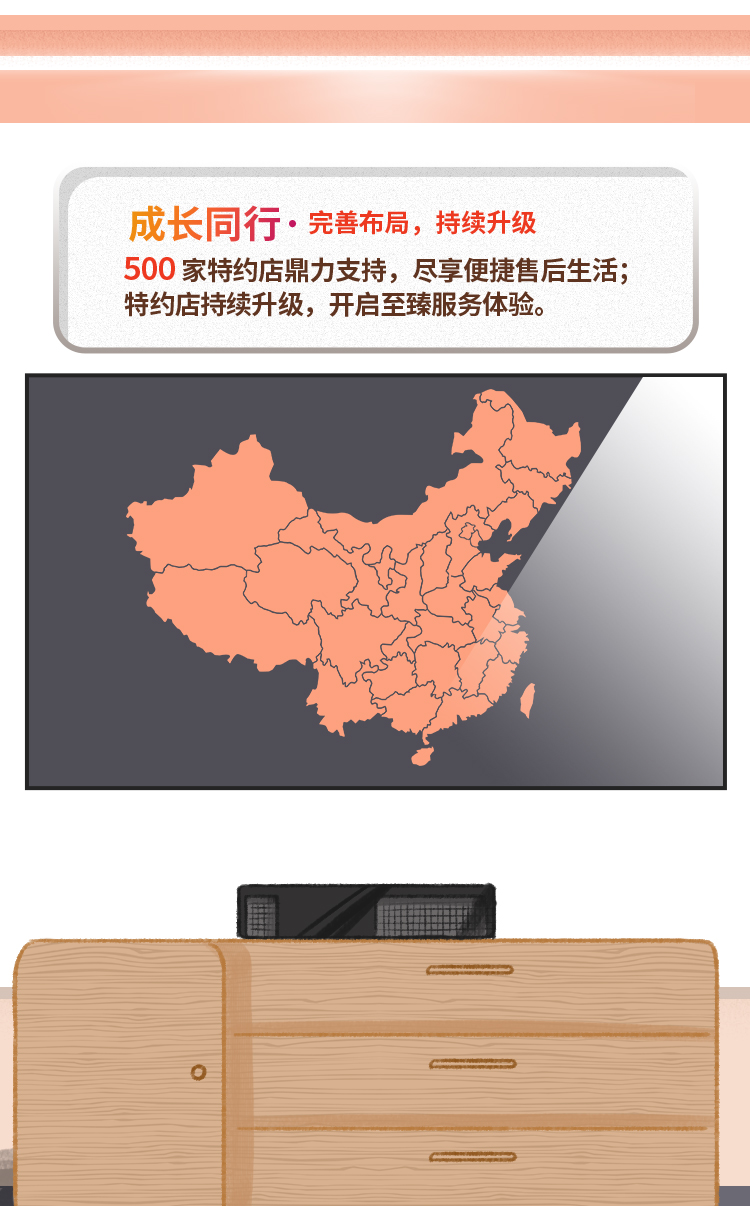 成长同行·完善布局，持续升级
500 家特约店鼎力支持，尽享便捷售后生活；
特约店持续升级，开启至臻服务体验。